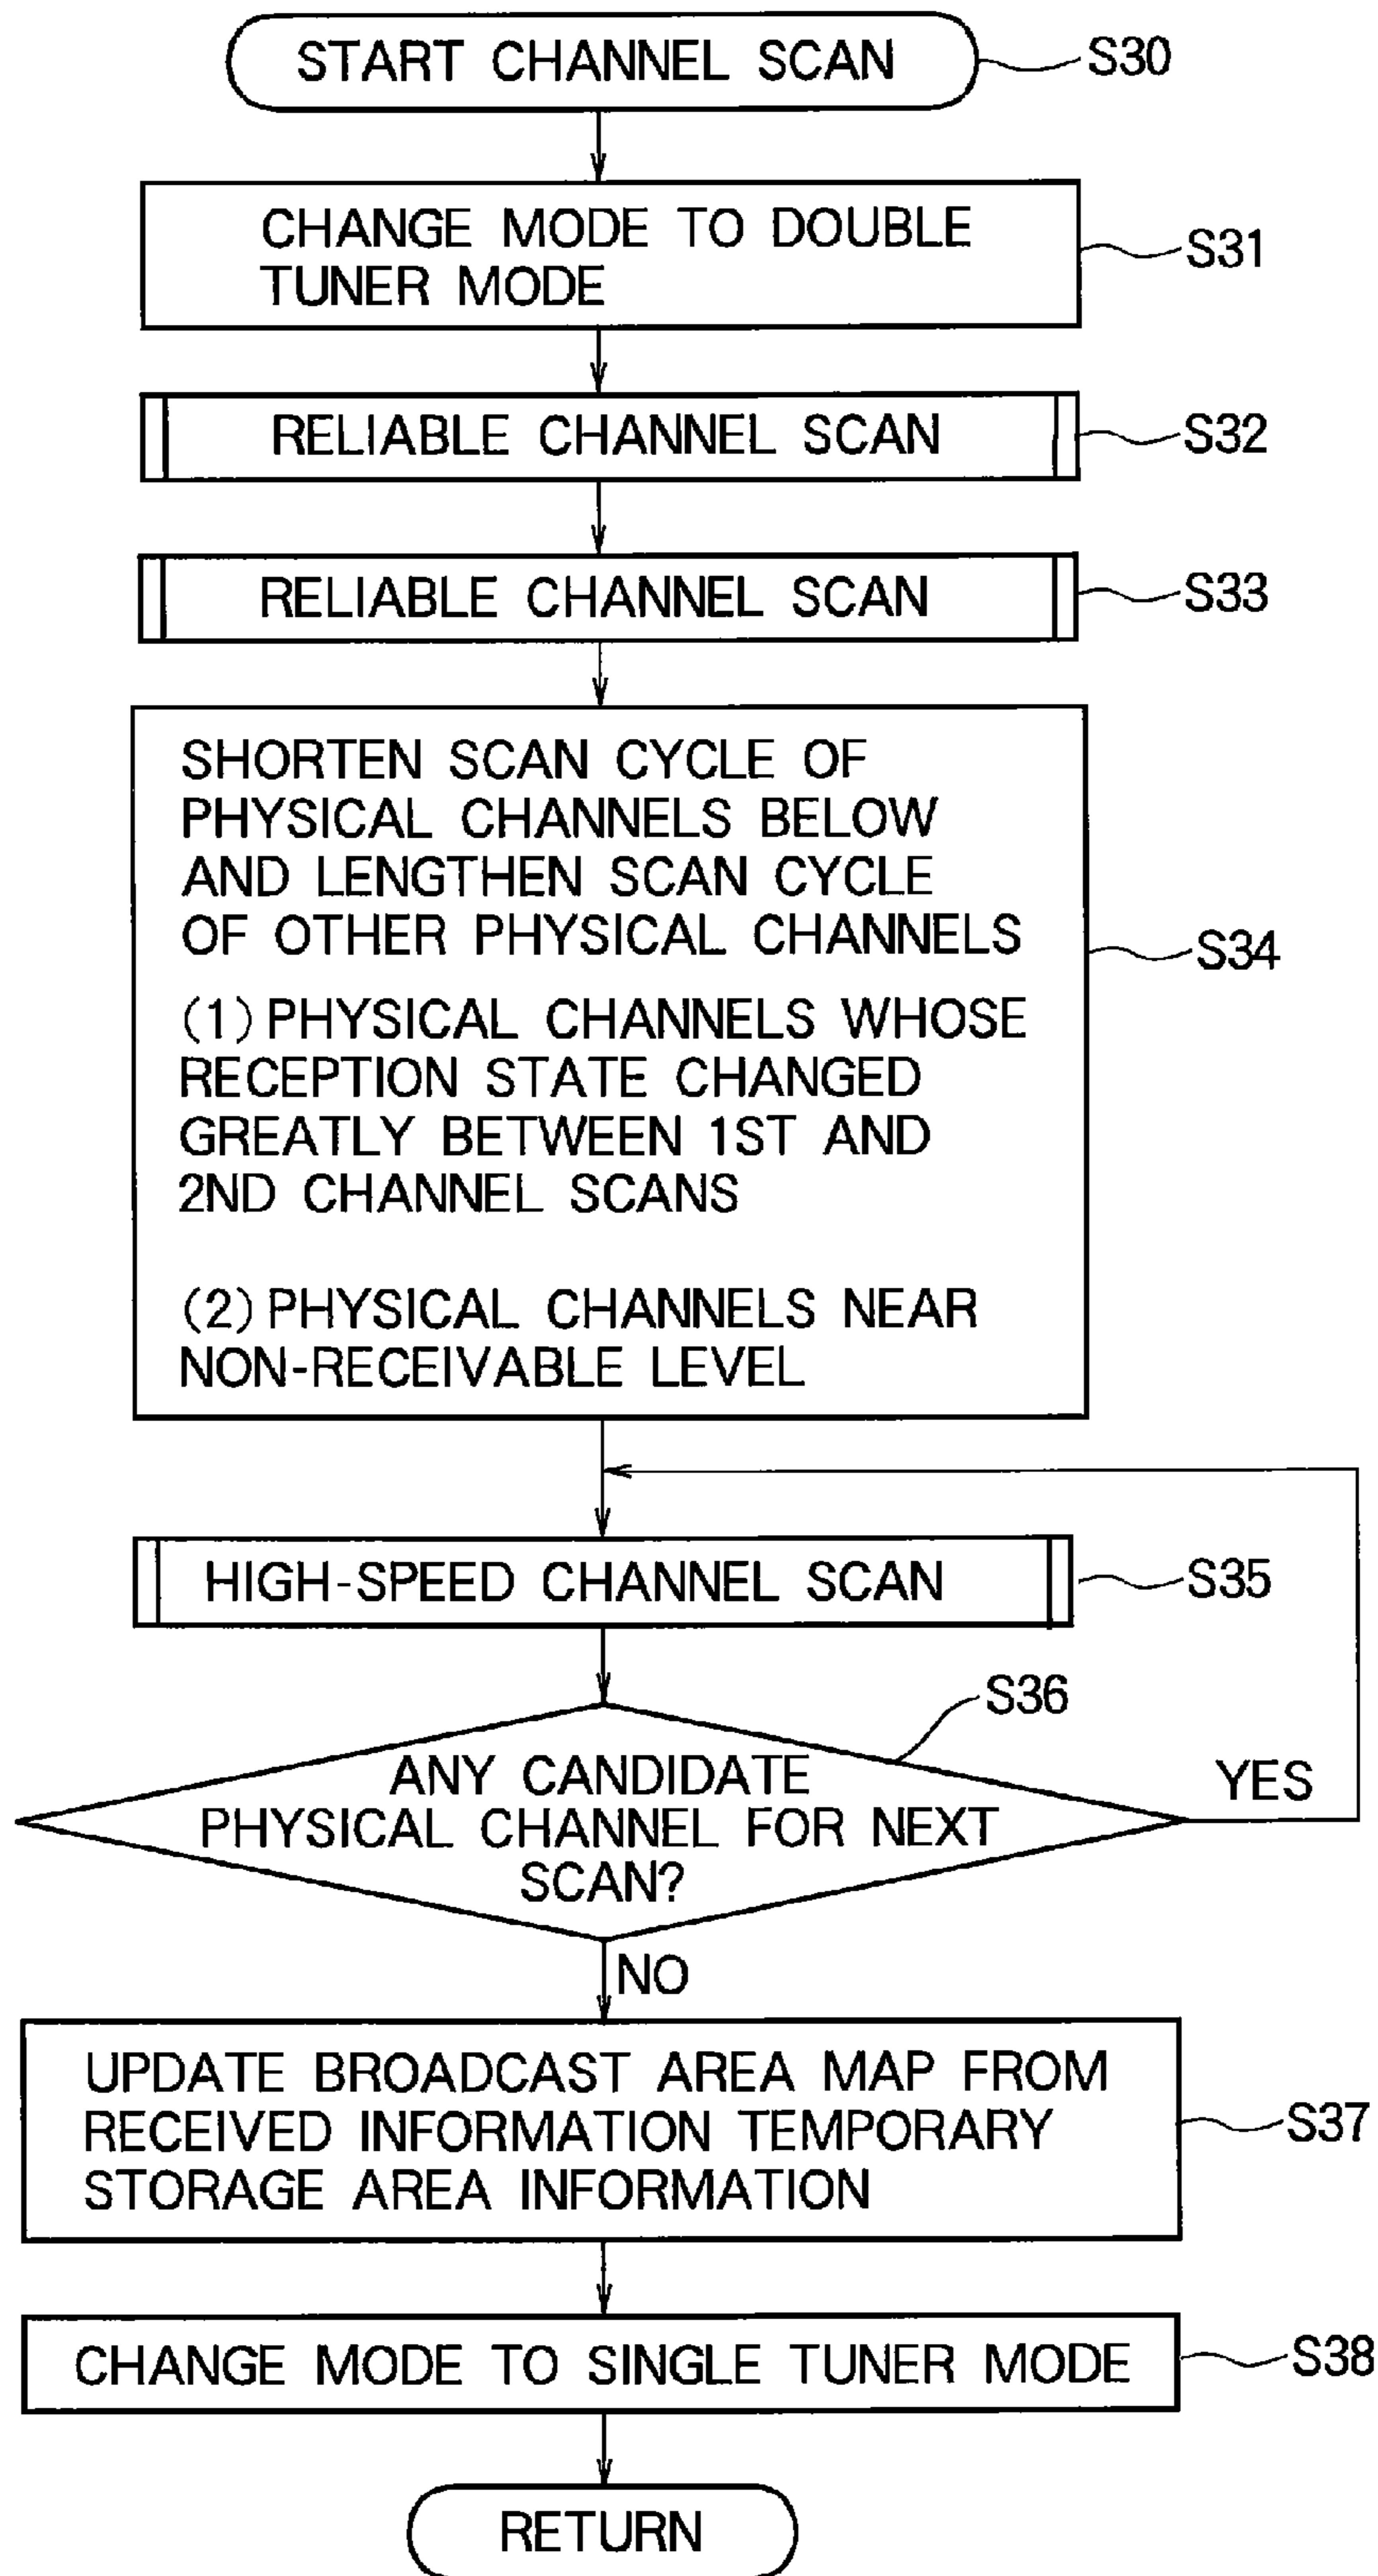 START CHANNEL SCAN
S30
CHANGE MODE TO DOUBLE
TUNER MODE
S31
RELIABLE CHANNEL SCAN
S32
RELIABLE CHANNEL SCAN
S33
SHORTEN SCAN CYCLE OF
PHYSICAL CHANNELS BELOW
AND LENGTHEN SCAN CYCLE
OF OTHER PHYSICAL CHANNELS
S34
(1) PHYSICAL CHANNELS WHOSE
RECEPTION STATE CHANGED
GREATLY BETWEEN 1ST AND
2ND CHANNEL SCANS
(2) PHYSICAL CHANNELS NEAR
NON-RECEIVABLE LEVEL
HIGH-SPEED CHANNEL SCAN
S35
S36
ANY CANDIDATE
PHYSICAL CHANNEL FOR NEXT
SCAN?
YES
NO
UPDATE BROADCAST AREA MAP FROM
RECEIVED INFORMATION TEMPORARY
STORAGE AREA INFORMATION
S37
CHANGE MODE TO SINGLE TUNER MODE
S38
RETURN